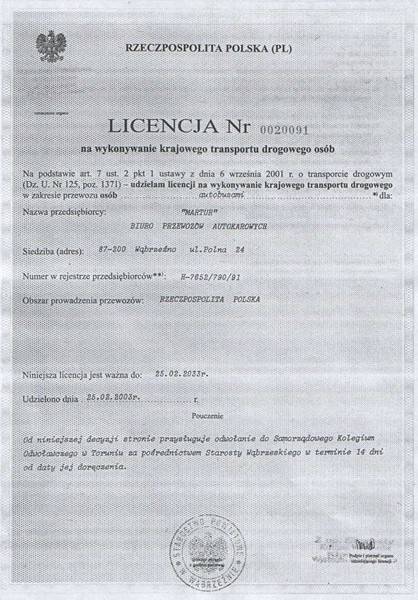 RZECZPOSPOLITA POLSKA (PL)
LICENCJA Nr 0020091
na wykonywanie krajowego transportu drogowego osób
Na podstawie art. 7 ust. 2 pkt 1 ustawy z dnia 6 września 2001 r. o transporcie drogowym
(Dz. U. Nr 125, poz. 1371) – udzielam licencji na wykonywanie krajowego transportu drogowego
w zakresie przewozu osób autobusami *) dla:
Nazwa przedsiębiorcy: "MARTUR"
BIURO PRZEWOZÓW AUTOKAROWYCH
Siedziba (adres): 87-200 Wąbrzeźno ul.Polna 24
Numer w rejestrze przedsiębiorców**): H-7652/790/91
Obszar prowadzenia przewozów: RZECZPOSPOLITA POLSKA
Niniejsza licencja jest ważna do: 25.02.2033r.
Udzielono dnia 25.02.2003r. r.
Pouczenie
Od niniejszej decyzji stronie przysługuje odwołanie do Samorządowego Kolegium
Odwoławczego w Toruniu za pośrednictwem Starosty Wąbrzeskiego w terminie 14 dni
od daty jej doręczenia.
STAROSTWO POWIATOWE
W WĄBRZEŹNIE